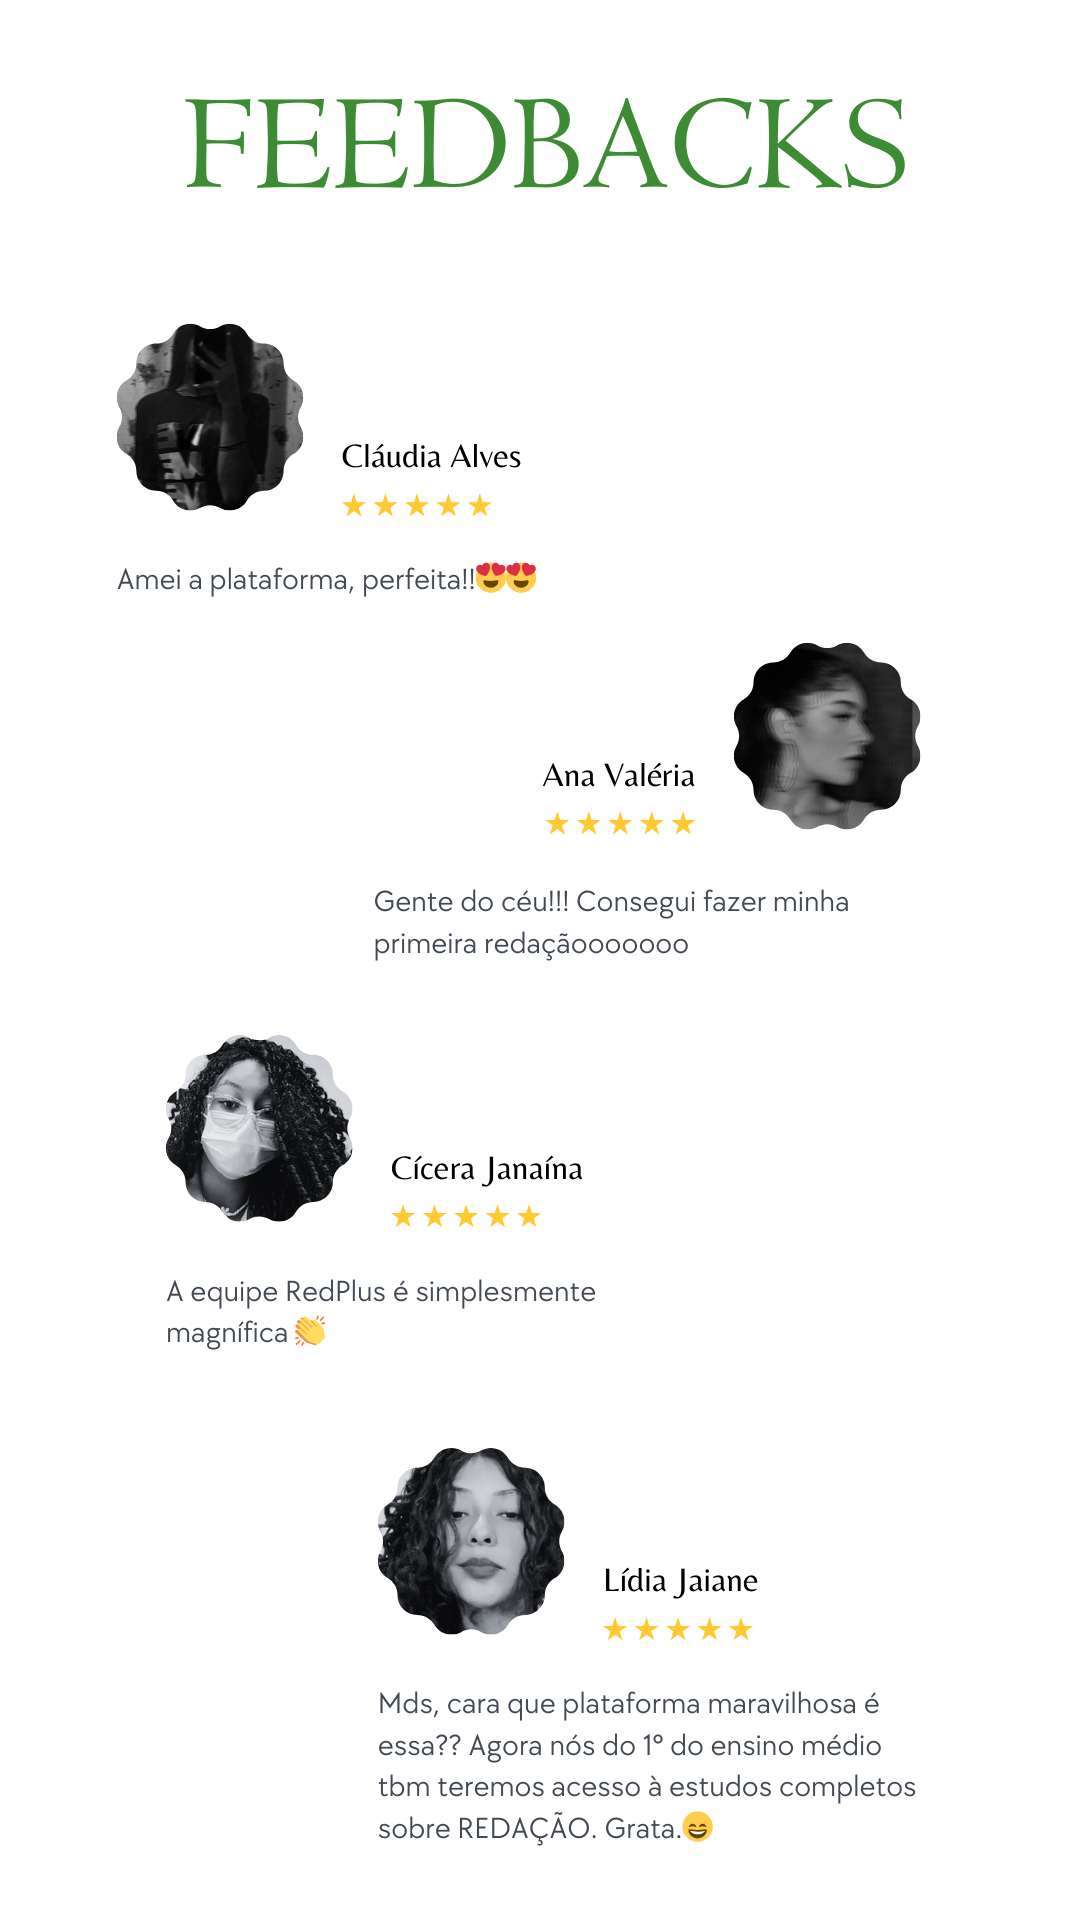 FEEDBACKS
Cláudia Alves
★★★★★
Amei a plataforma, perfeita!!😍😍
Ana Valéria
★★★★★
Gente do céu!!! Consegui fazer minha
primeira redaçãooooooo
Cícera Janaína
★★★★★
A equipe RedPlus é simplesmente
magnífica 👏
Lídia Jaiane
★★★★★
Mds, cara que plataforma maravilhosa é
essa?? Agora nós do 1º do ensino médio
tbm teremos acesso à estudos completos
sobre REDAÇÃO. Grata.😄